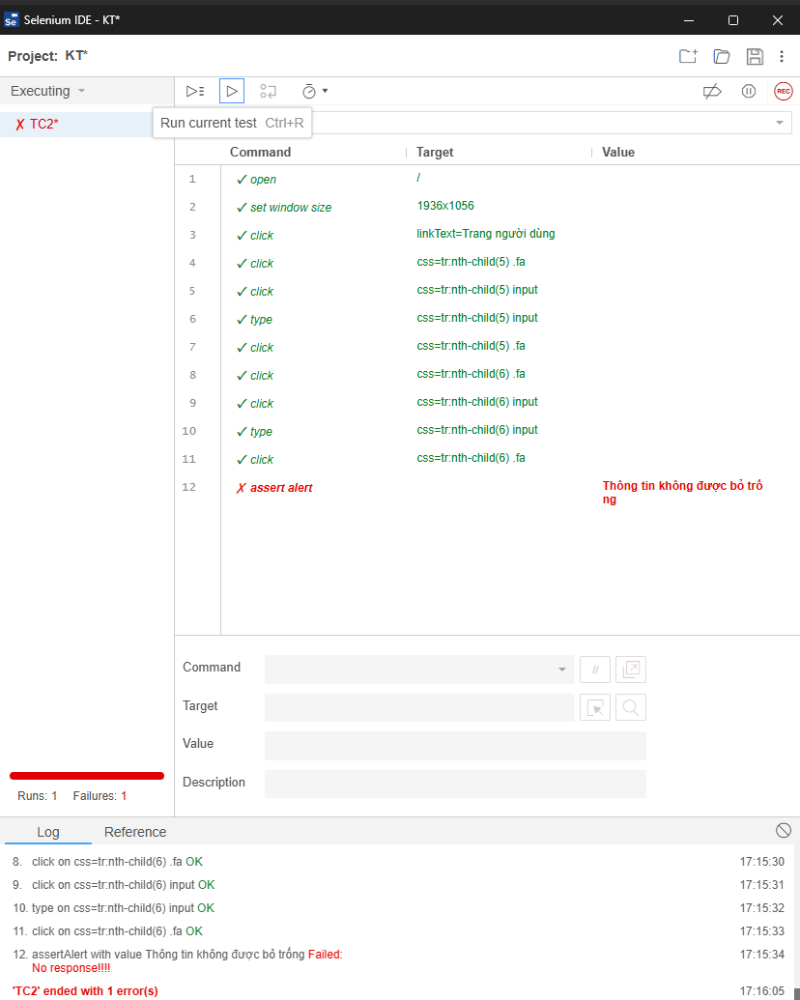 Selenium IDE - KT*
Project: KT*
Executing
REC
✗ TC2*
Run current test Ctrl+R
Command Target Value
1 ✓ open /
2 ✓ set window size 1936x1056
3 ✓ click linkText=Trang người dùng
4 ✓ click css=tr:nth-child(5) .fa
5 ✓ click css=tr:nth-child(5) input
6 ✓ type css=tr:nth-child(5) input
7 ✓ click css=tr:nth-child(5) .fa
8 ✓ click css=tr:nth-child(6) .fa
9 ✓ click css=tr:nth-child(6) input
10 ✓ type css=tr:nth-child(6) input
11 ✓ click css=tr:nth-child(6) .fa
12 ✗ assert alert Thông tin không được bỏ trố
ng
Command //
Target
Value
Description
Runs: 1 Failures: 1
Log Reference
8. click on css=tr:nth-child(6) .fa OK 17:15:30
9. click on css=tr:nth-child(6) input OK 17:15:31
10. type on css=tr:nth-child(6) input OK 17:15:32
11. click on css=tr:nth-child(6) .fa OK 17:15:33
12. assertAlert with value Thông tin không được bỏ trống Failed: 17:15:34
No response!!!!
'TC2' ended with 1 error(s) 17:16:05